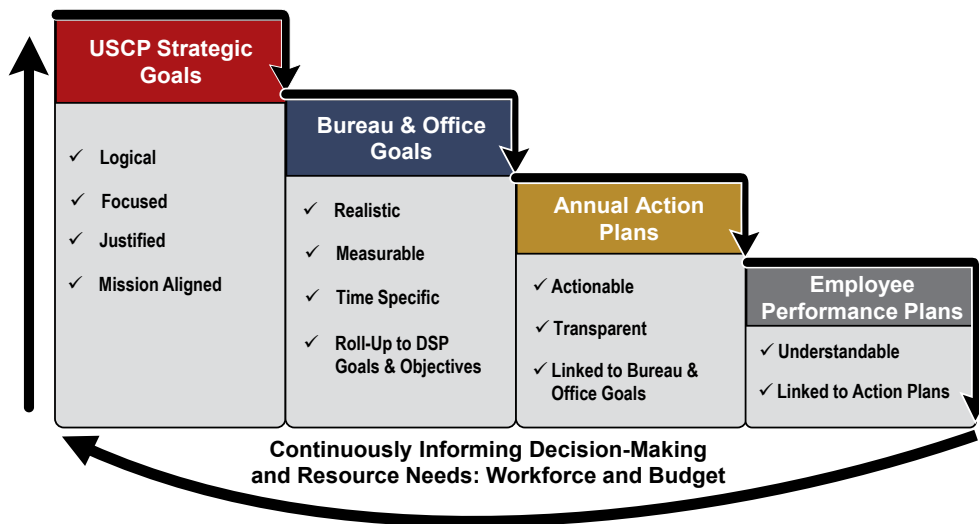 USCP Strategic
Goals
✓ Logical
✓ Focused
✓ Justified
✓ Mission Aligned
Bureau & Office
Goals
✓ Realistic
✓ Measurable
✓ Time Specific
✓ Roll-Up to DSP
Goals & Objectives
Annual Action
Plans
✓ Actionable
✓ Transparent
✓ Linked to Bureau &
Office Goals
Employee
Performance Plans
✓ Understandable
✓ Linked to Action Plans
Continuously Informing Decision-Making
and Resource Needs: Workforce and Budget